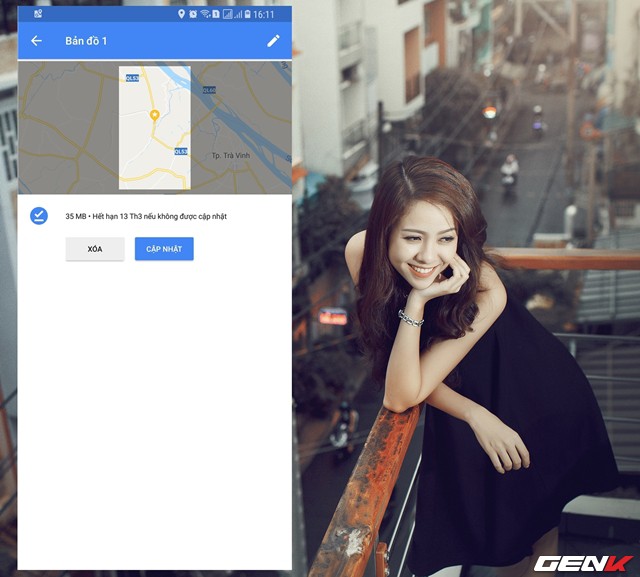 16:11
Bản đồ 1
QL53
QL60
QL53
Tp. Trà Vinh
35 MB • Hết hạn 13 Th3 nếu không được cập nhật
XÓA
CẬP NHẬT
GENK